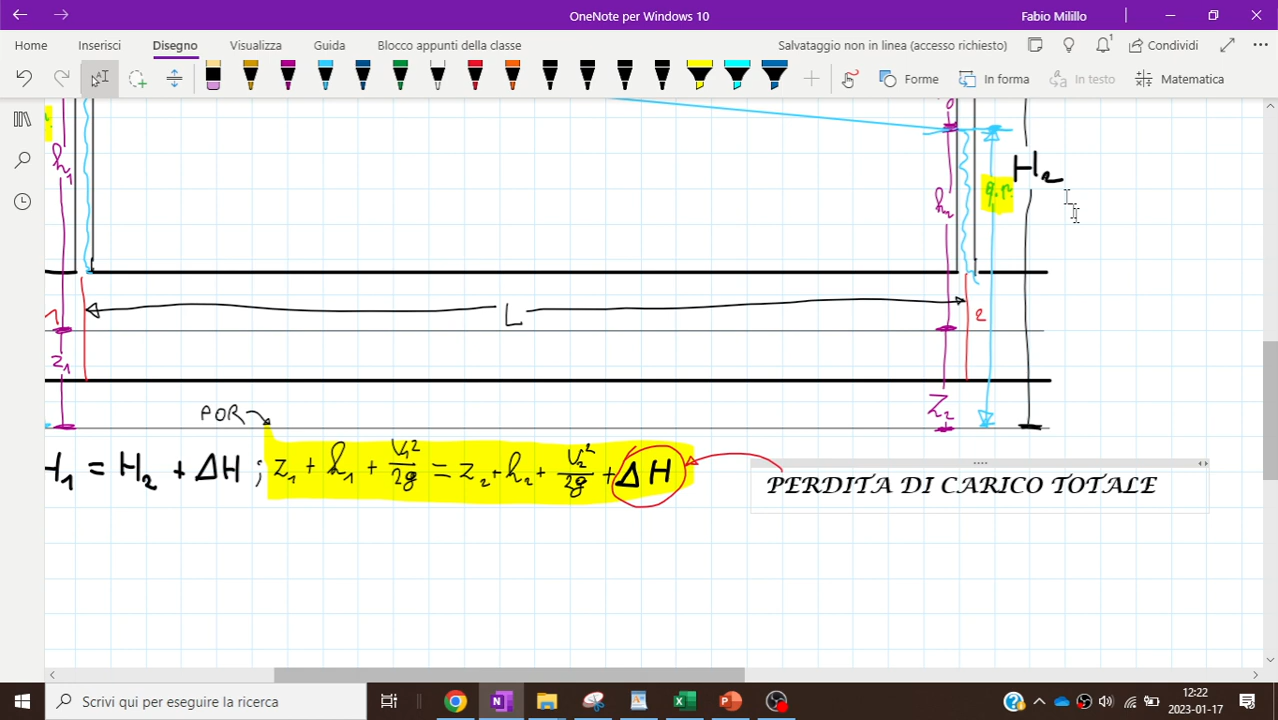 OneNote per Windows 10
Fabio Milillo
Home Inserisci Disegno Visualizza Guida Blocco appunti della classe
Salvataggio non in linea (accesso richiesto) Condividi
Forme In forma In testo Matematica
h₁
H₂
h₂
q.r.
L
2
z₁
Z₂
POR
H₁ = H₂ + ΔH ; z₁ + h₁ + V₁²/2g = z₂ + h₂ + V₂²/2g + ΔH
PERDITA DI CARICO TOTALE
Scrivi qui per eseguire la ricerca
12:22
2023-01-17